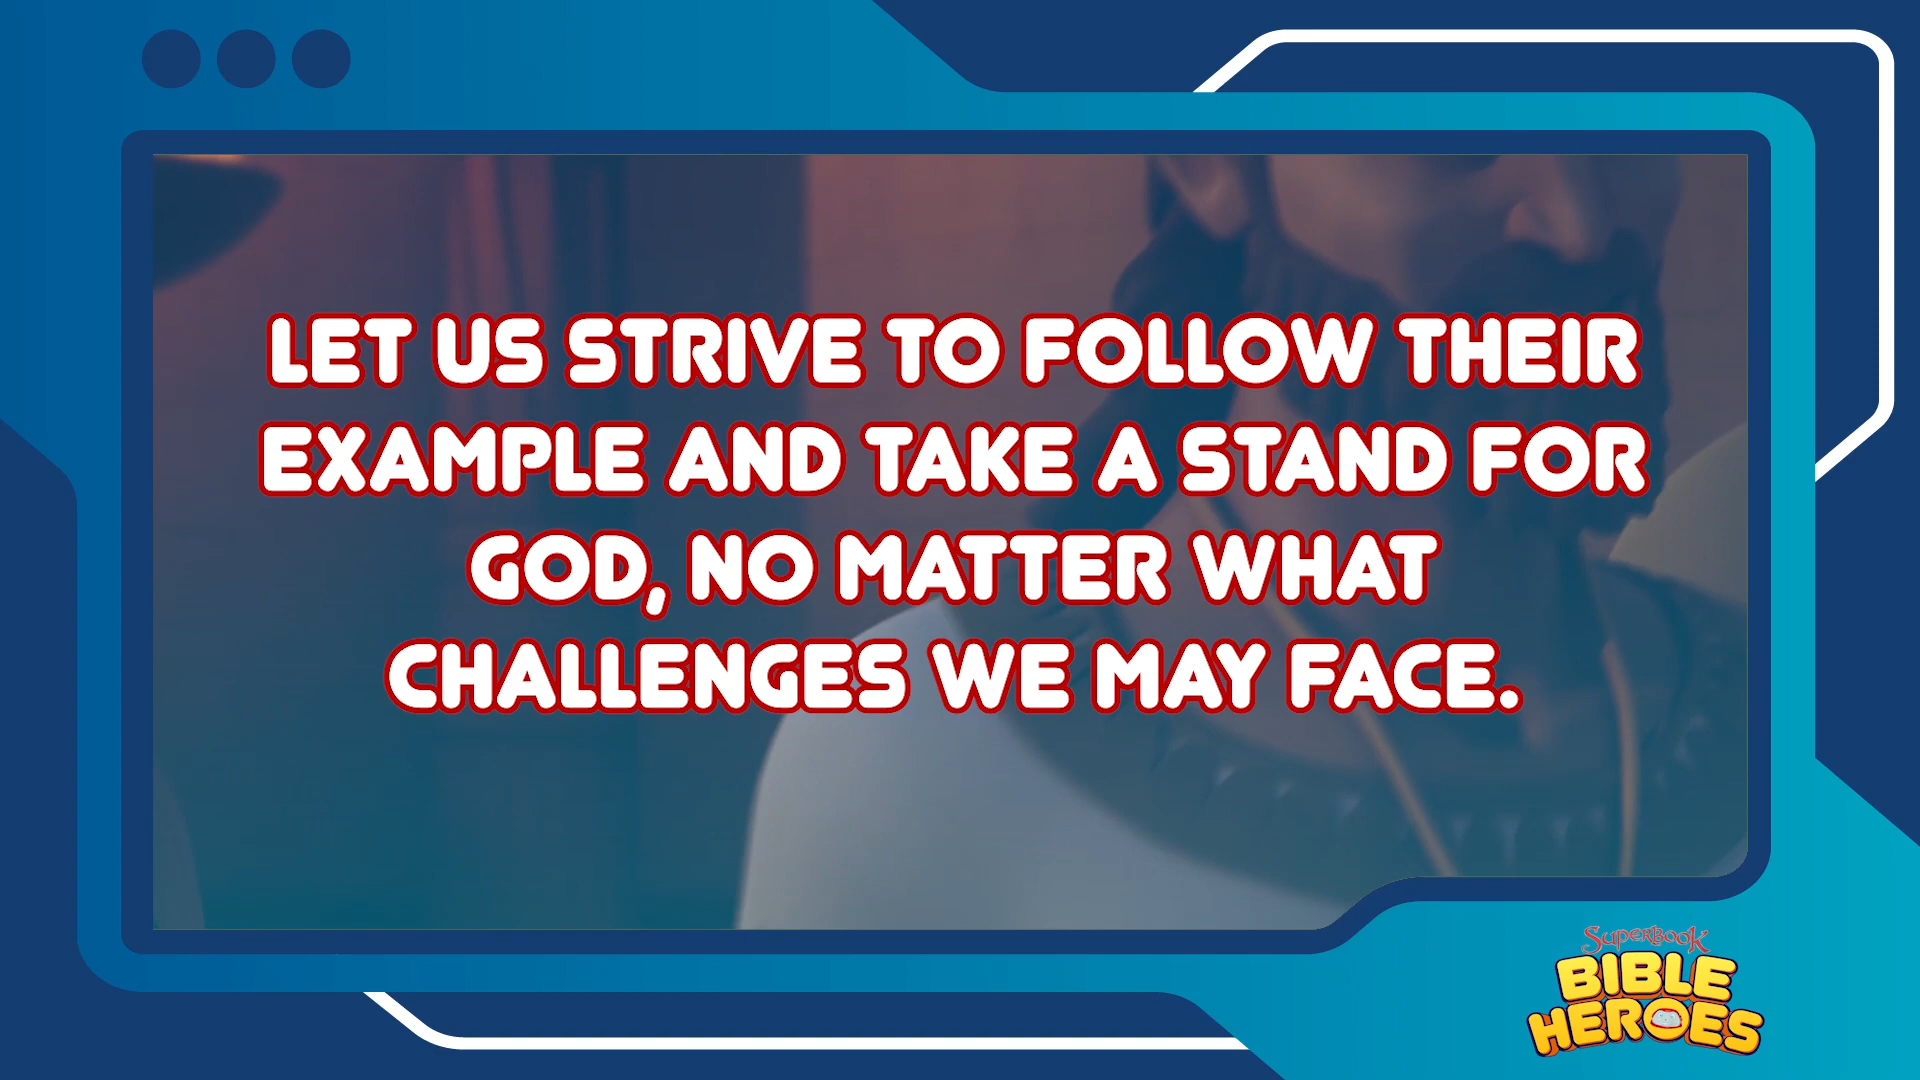 LET US STRIVE TO FOLLOW THEIR
EXAMPLE AND TAKE A STAND FOR
GOD, NO MATTER WHAT
CHALLENGES WE MAY FACE.
SUPERBOOK
BIBLE
HEROES